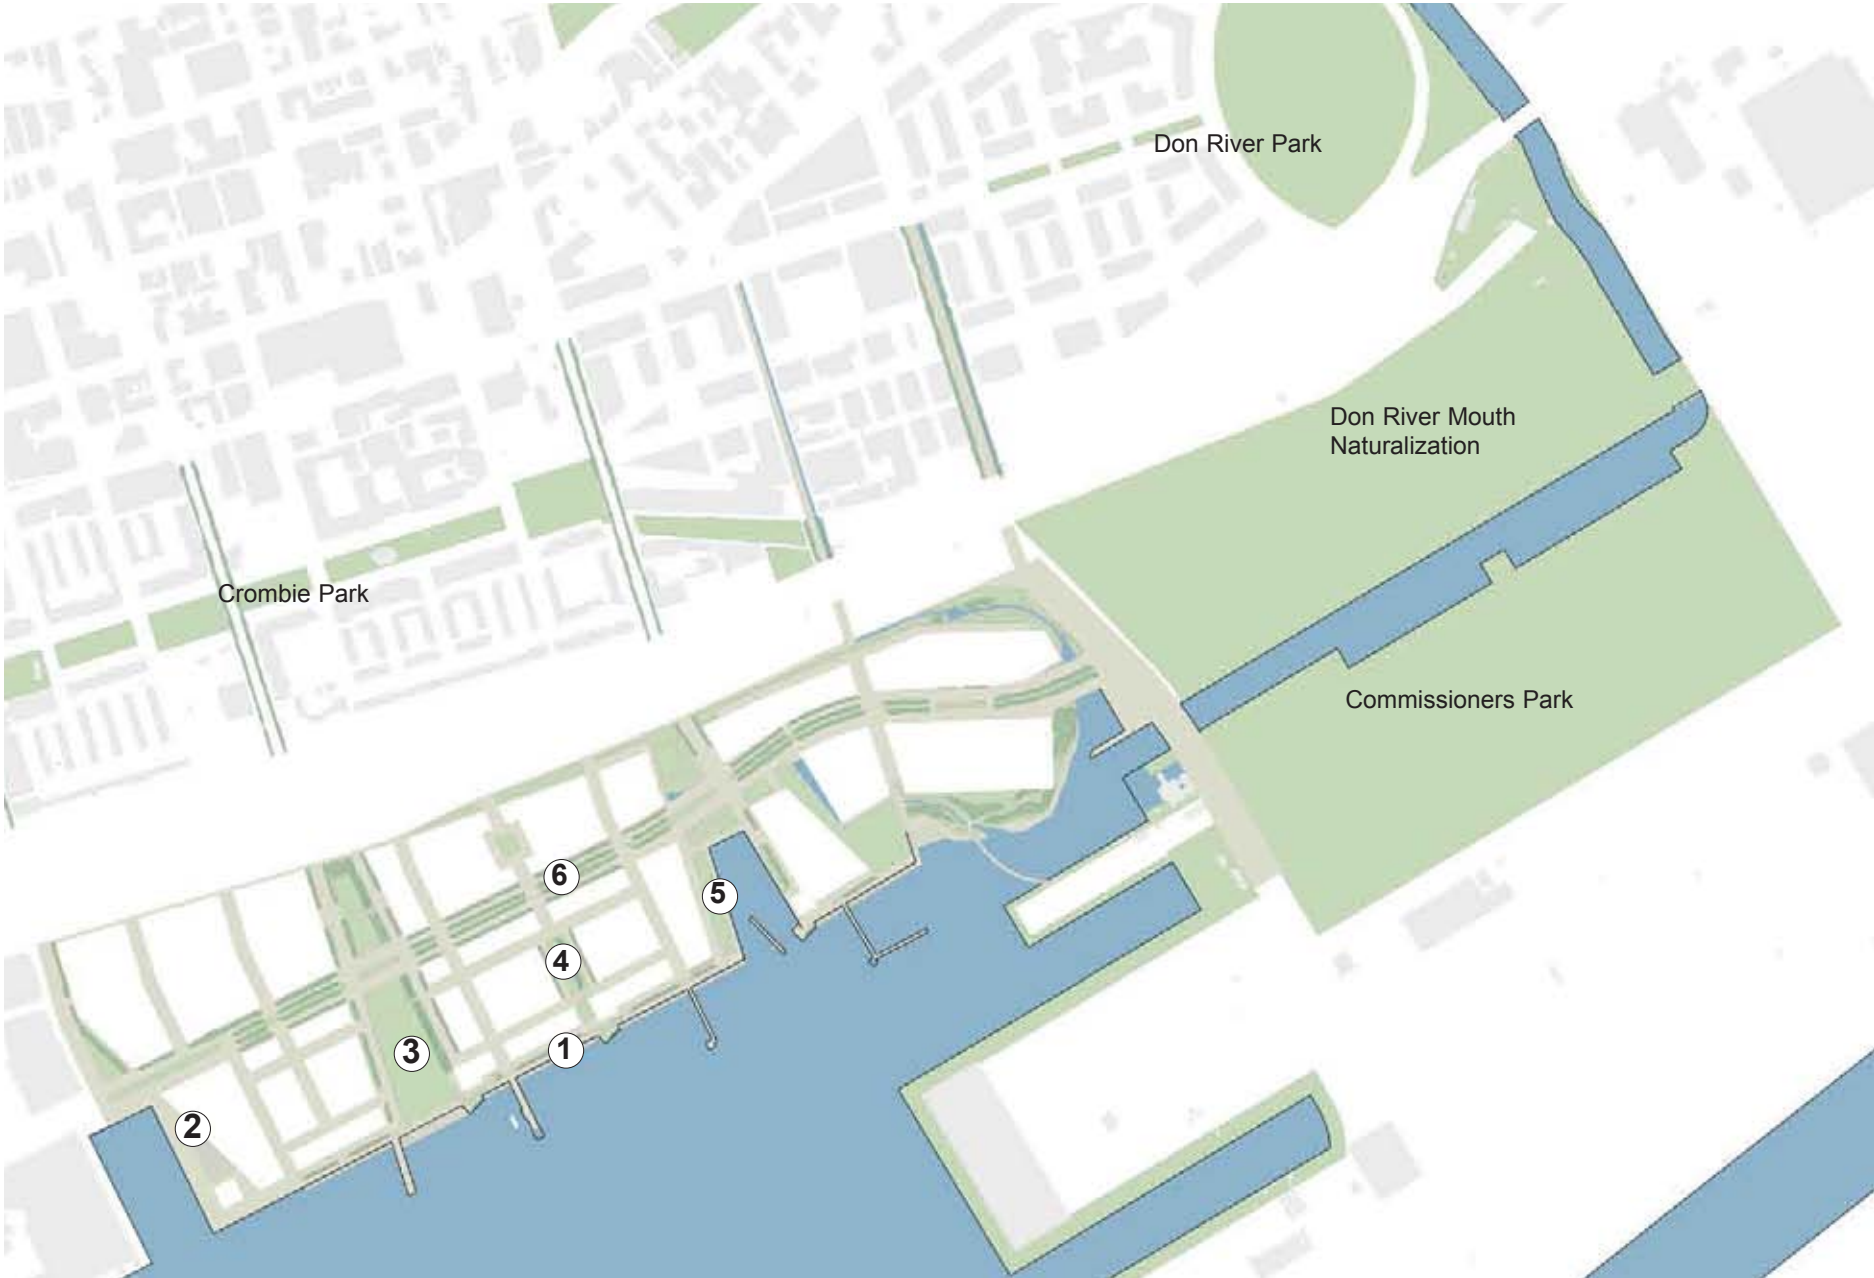 Don River Park
Don River Mouth
Naturalization
Crombie Park
Commissioners Park
6
5
4
3
1
2